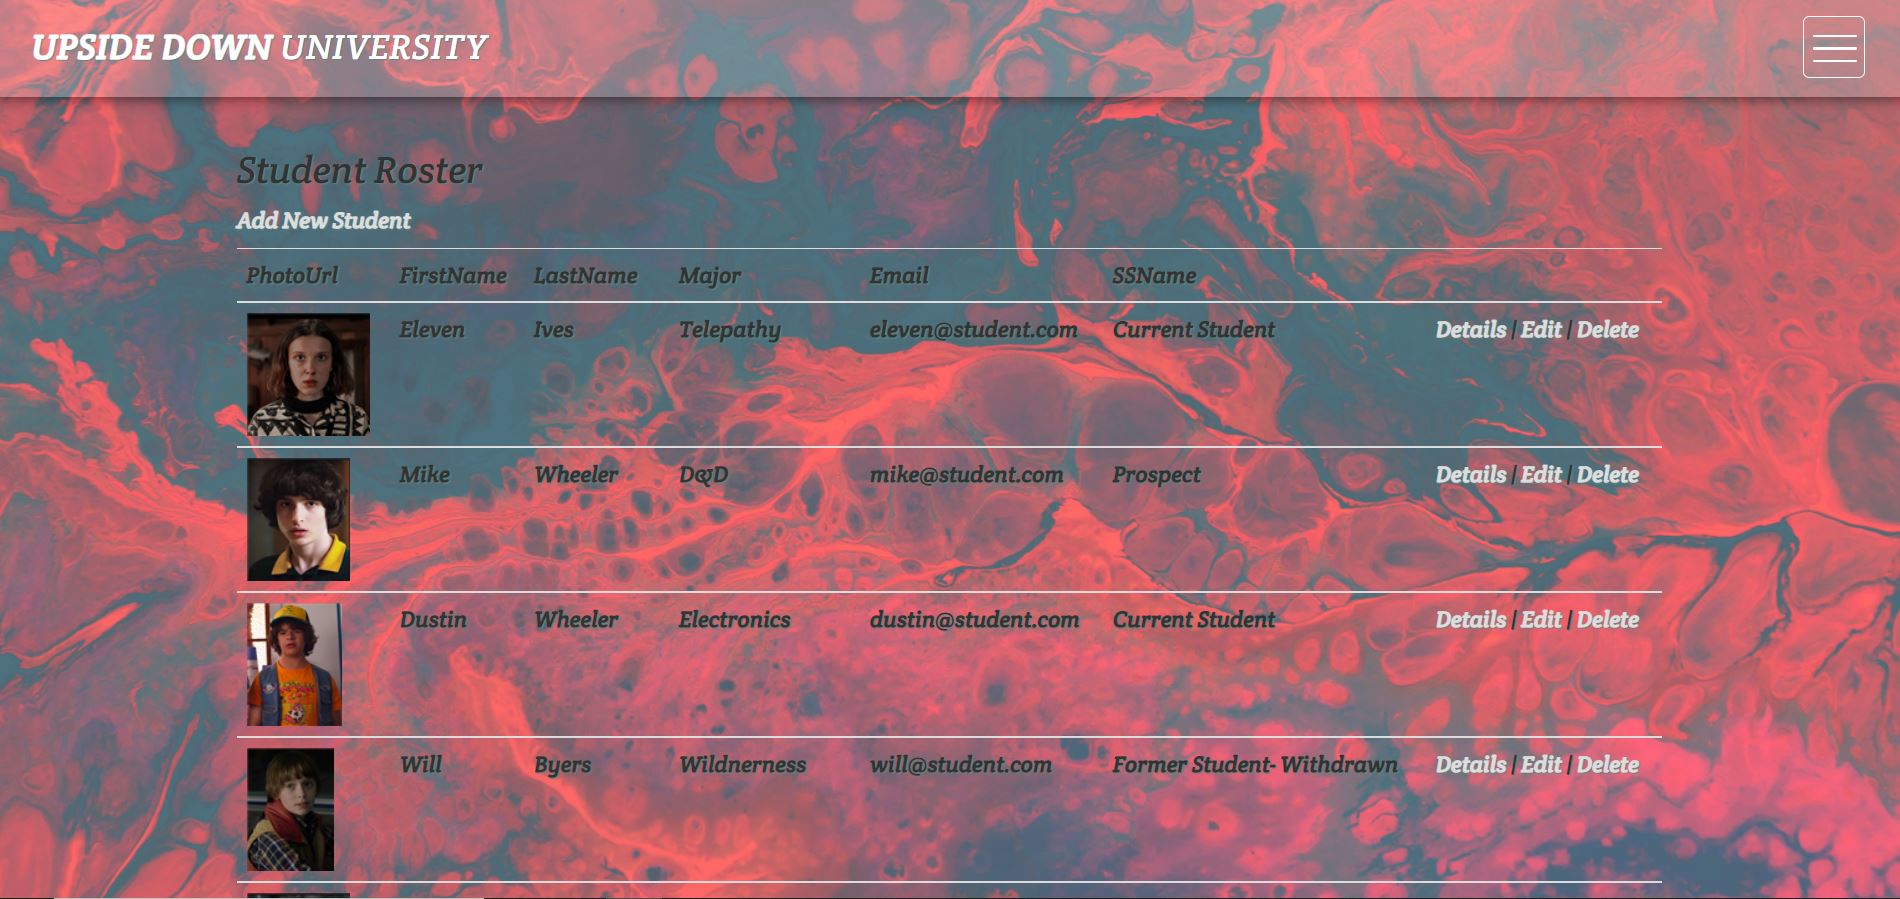 UPSIDE DOWN UNIVERSITY
Student Roster
Add New Student
PhotoUrl FirstName LastName Major Email SSName
Eleven Ives Telepathy eleven@student.com Current Student Details | Edit | Delete
Mike Wheeler D&D mike@student.com Prospect Details | Edit | Delete
Dustin Wheeler Electronics dustin@student.com Current Student Details | Edit | Delete
Will Byers Wildnerness will@student.com Former Student- Withdrawn Details | Edit | Delete